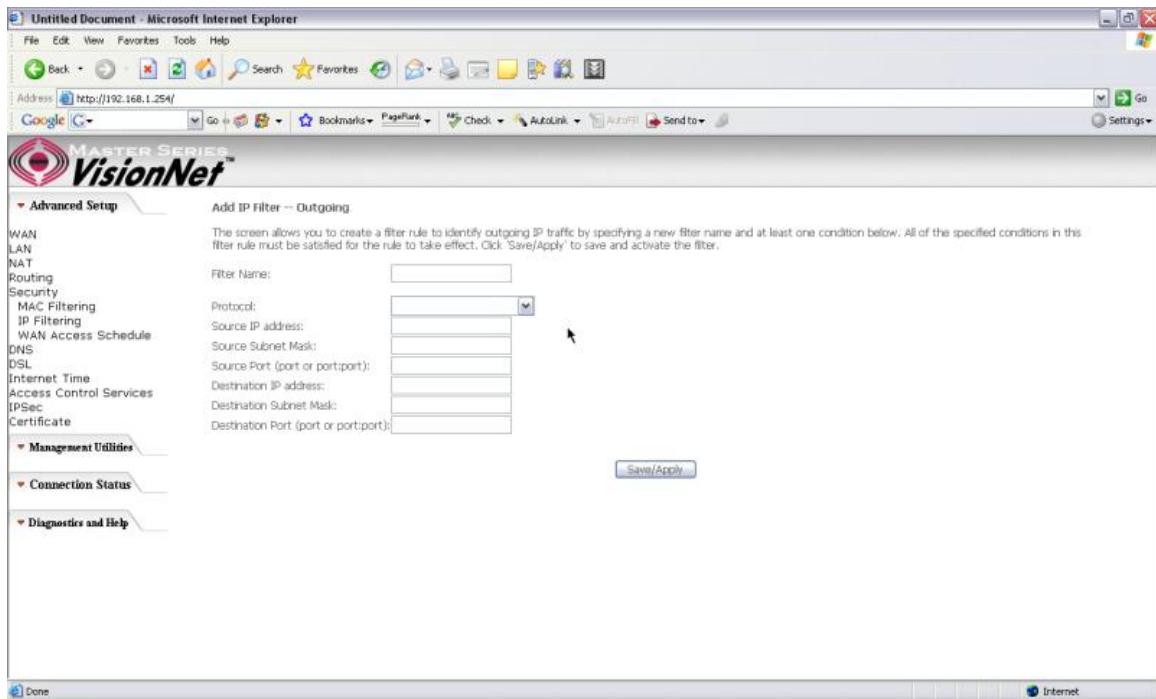 Untitled Document - Microsoft Internet Explorer
File Edit View Favorites Tools Help
Back Search Favorites
Address http://192.168.1.254/ Go
Google G Go Bookmarks PageRank Check AutoLink AutoFill Send to Settings
MASTER SERIES
VisionNet™
Advanced Setup
WAN
LAN
NAT
Routing
Security
MAC Filtering
IP Filtering
WAN Access Schedule
DNS
DSL
Internet Time
Access Control Services
IPSec
Certificate
Management Utilities
Connection Status
Diagnostics and Help
Add IP Filter -- Outgoing
The screen allows you to create a filter rule to identify outgoing IP traffic by specifying a new filter name and at least one condition below. All of the specified conditions in this
filter rule must be satisfied for the rule to take effect. Click 'Save/Apply' to save and activate the filter.
Filter Name:
Protocol:
Source IP address:
Source Subnet Mask:
Source Port (port or port:port):
Destination IP address:
Destination Subnet Mask:
Destination Port (port or port:port):
Save/Apply
Done Internet